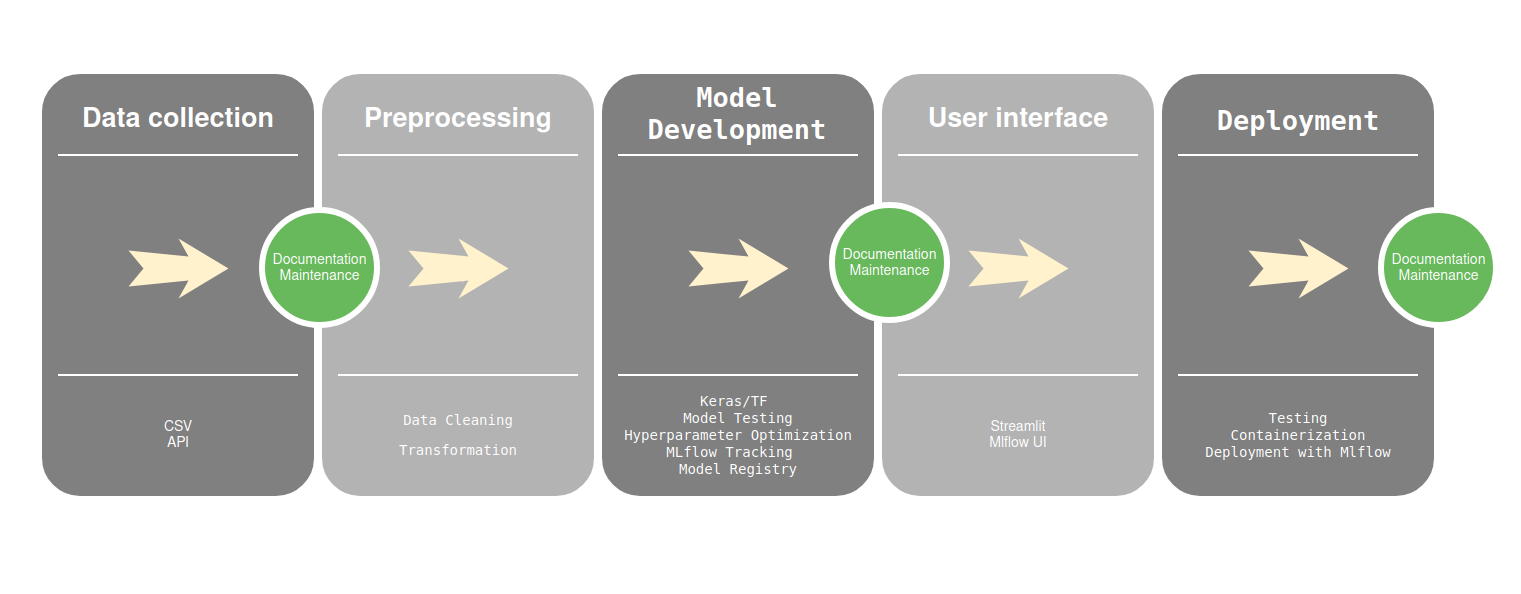 Data collection
CSV
API
Documentation
Maintenance
Preprocessing
Data Cleaning
Transformation
Model
Development
Keras/TF
Model Testing
Hyperparameter Optimization
MLflow Tracking
Model Registry
Documentation
Maintenance
User interface
Streamlit
Mlflow UI
Deployment
Testing
Containerization
Deployment with Mlflow
Documentation
Maintenance